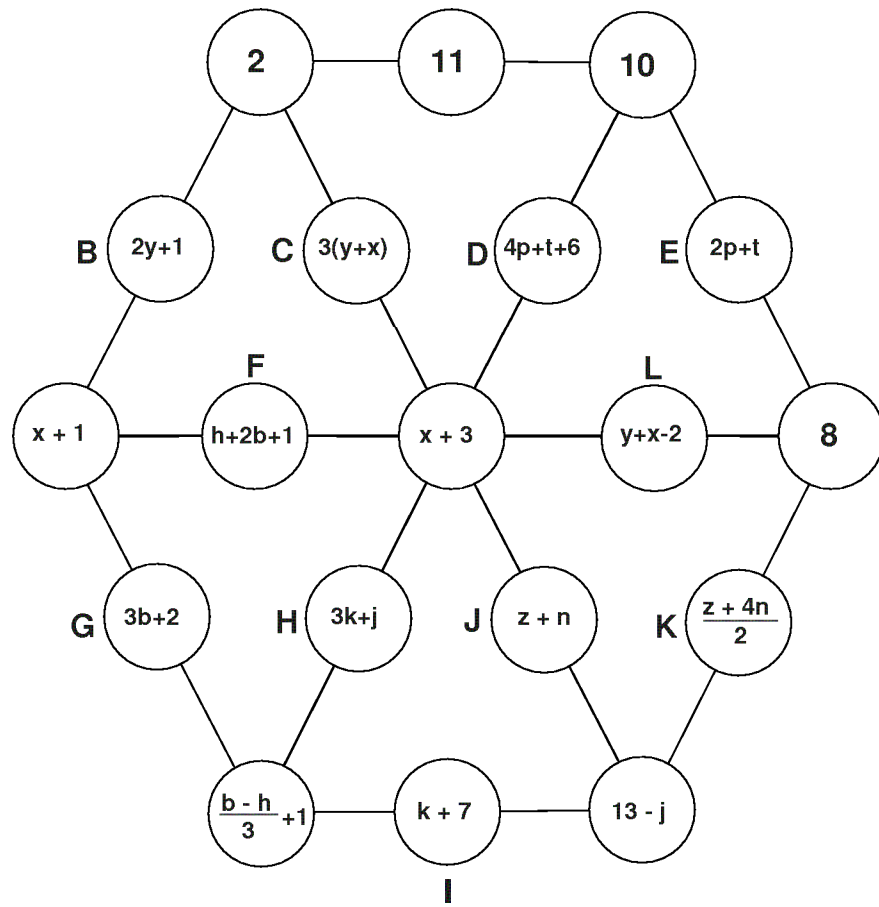 2 11 10
B 2y+1 C 3(y+x) D 4p+t+6 E 2p+t
F L
x + 1 h+2b+1 x + 3 y+x-2 8
G 3b+2 H 3k+j J z + n K z + 4n
2
b - h
3 +1 k + 7 13 - j
I